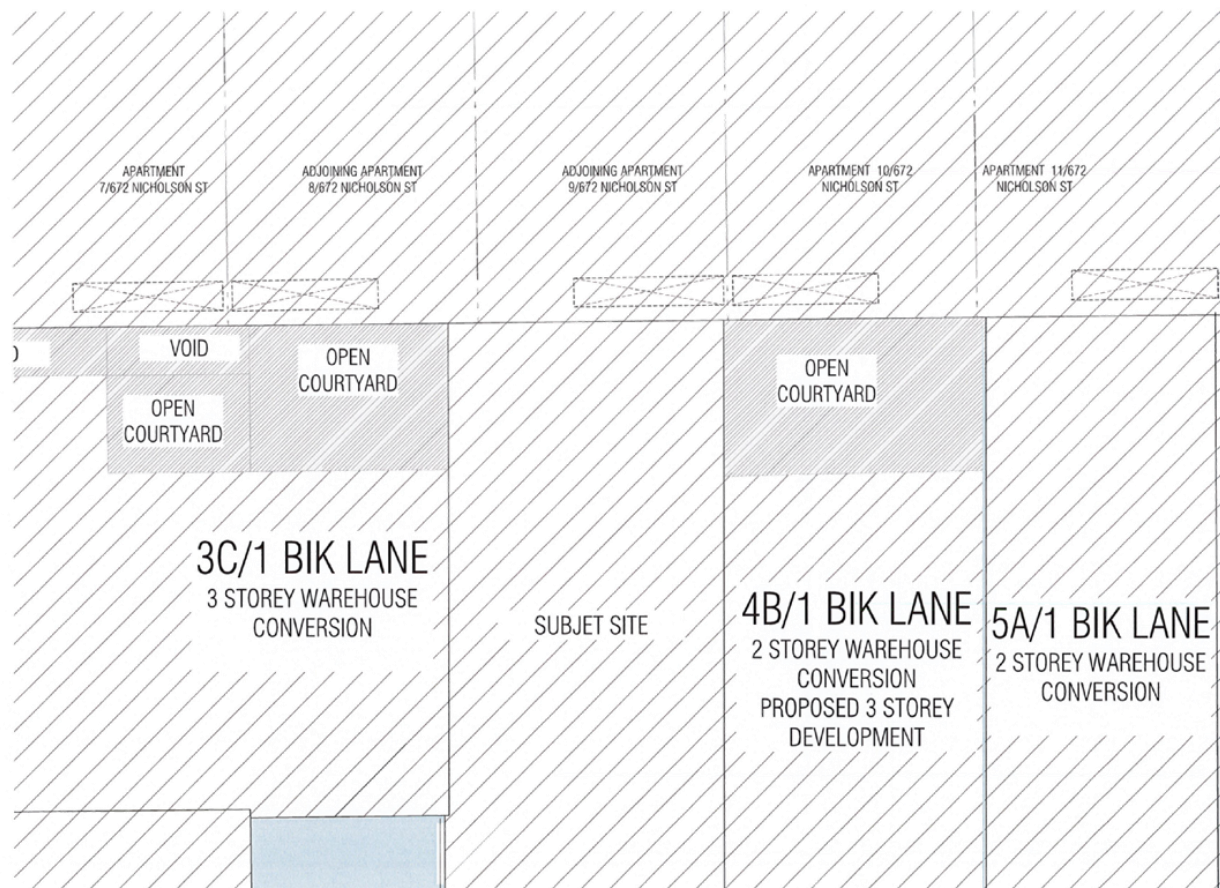 APARTMENT
7/672 NICHOLSON ST
ADJOINING APARTMENT
8/672 NICHOLSON ST
ADJOINING APARTMENT
9/672 NICHOLSON ST
APARTMENT 10/672
NICHOLSON ST
APARTMENT 11/672
NICHOLSON ST
VOID
OPEN
COURTYARD
OPEN
COURTYARD
OPEN
COURTYARD
3C/1 BIK LANE
3 STOREY WAREHOUSE
CONVERSION
SUBJET SITE
4B/1 BIK LANE
2 STOREY WAREHOUSE
CONVERSION
PROPOSED 3 STOREY
DEVELOPMENT
5A/1 BIK LANE
2 STOREY WAREHOUSE
CONVERSION